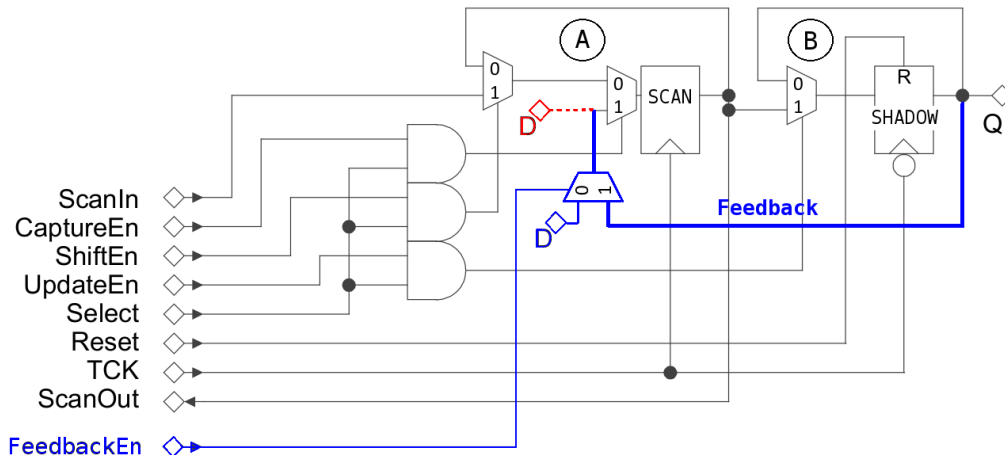 A
B
0
1
0
1
SCAN
0
1
R
SHADOW
Q
D
0
1
D
Feedback
ScanIn
CaptureEn
ShiftEn
UpdateEn
Select
Reset
TCK
ScanOut
FeedbackEn